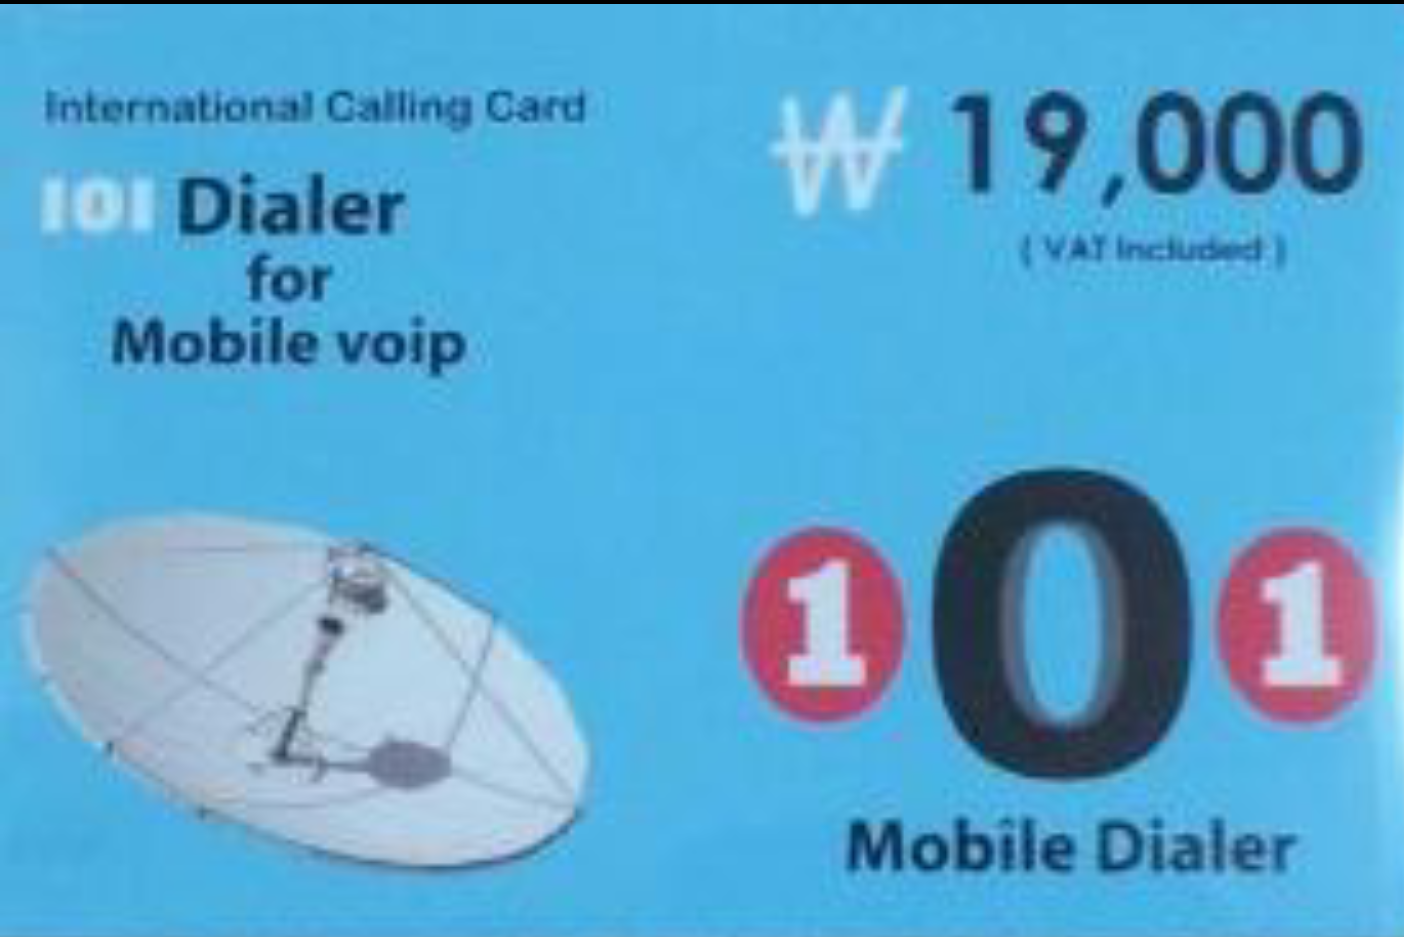 International Calling Card
101 Dialer
for
Mobile voip
₩ 19,000
( VAT Included )
101
Mobile Dialer